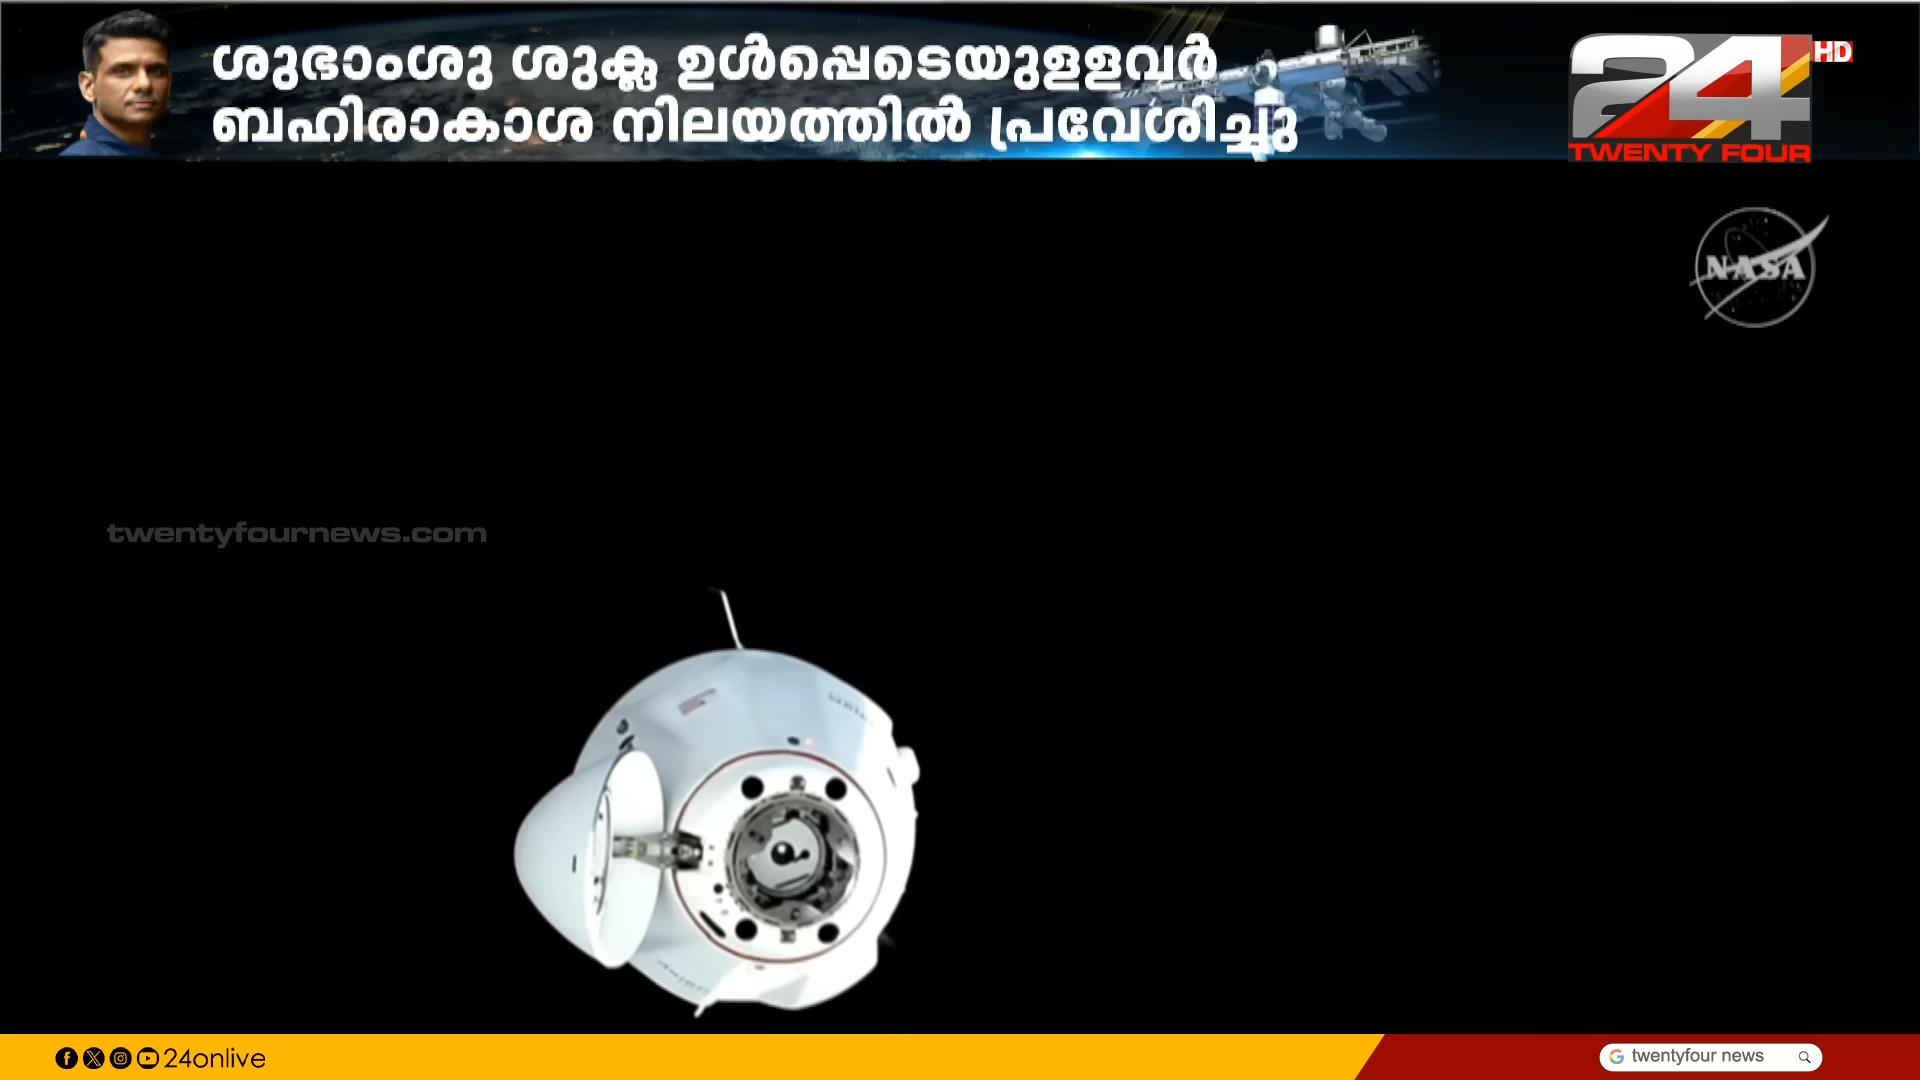 ശുഭാംശു ശുക്ല ഉൾപ്പെടെയുള്ളവർ
ബഹിരാകാശ നിലയത്തിൽ പ്രവേശിച്ചു
24
HD
TWENTY FOUR
NASA
twentyfournews.com
24onlive
twentyfour news